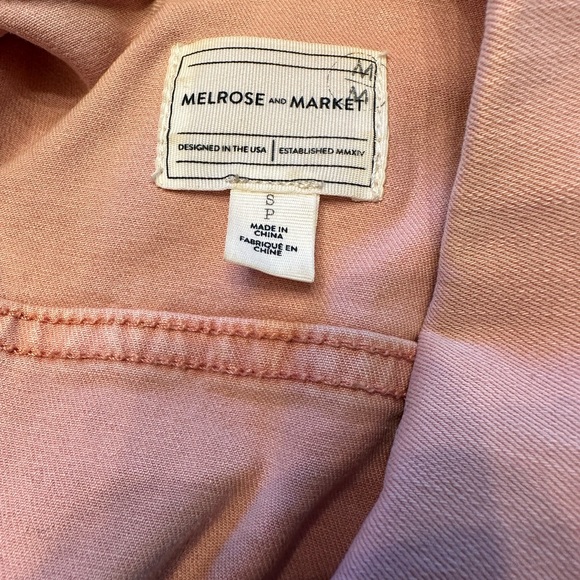 M
M
MELROSE AND MARKET
DESIGNED IN THE USA | ESTABLISHED MMXIV
S
P
MADE IN
CHINA
FABRIQUÉ EN
CHINE